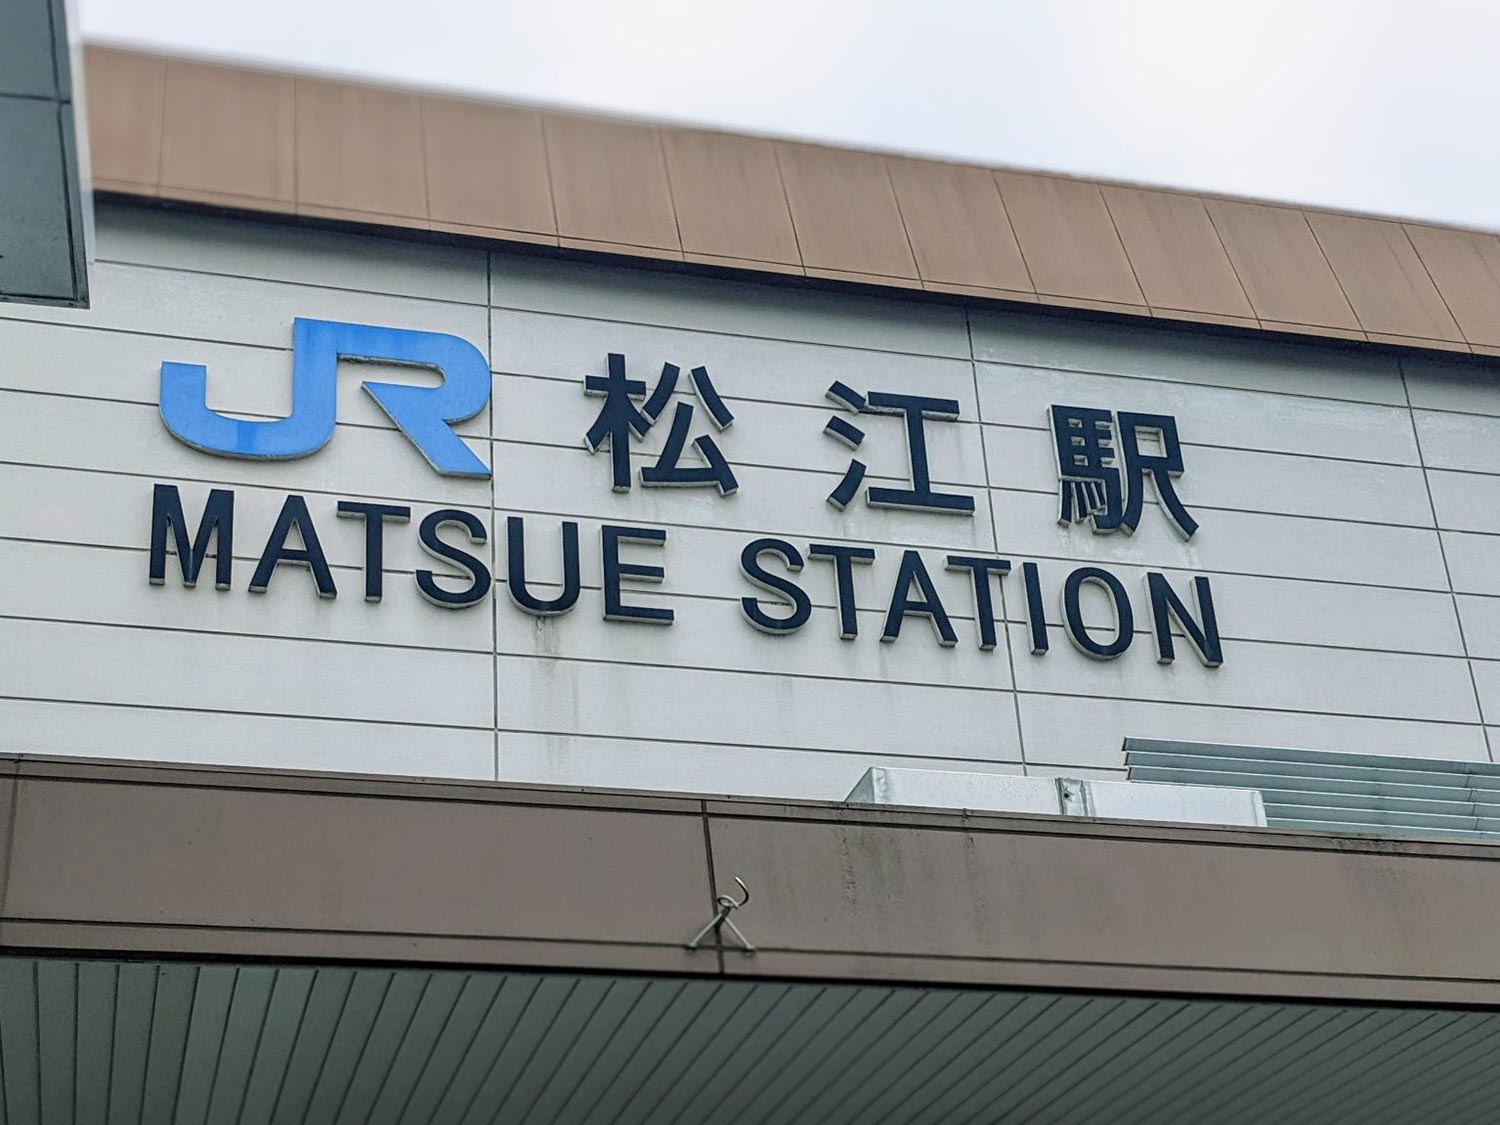 JR 松江駅
MATSUE STATION